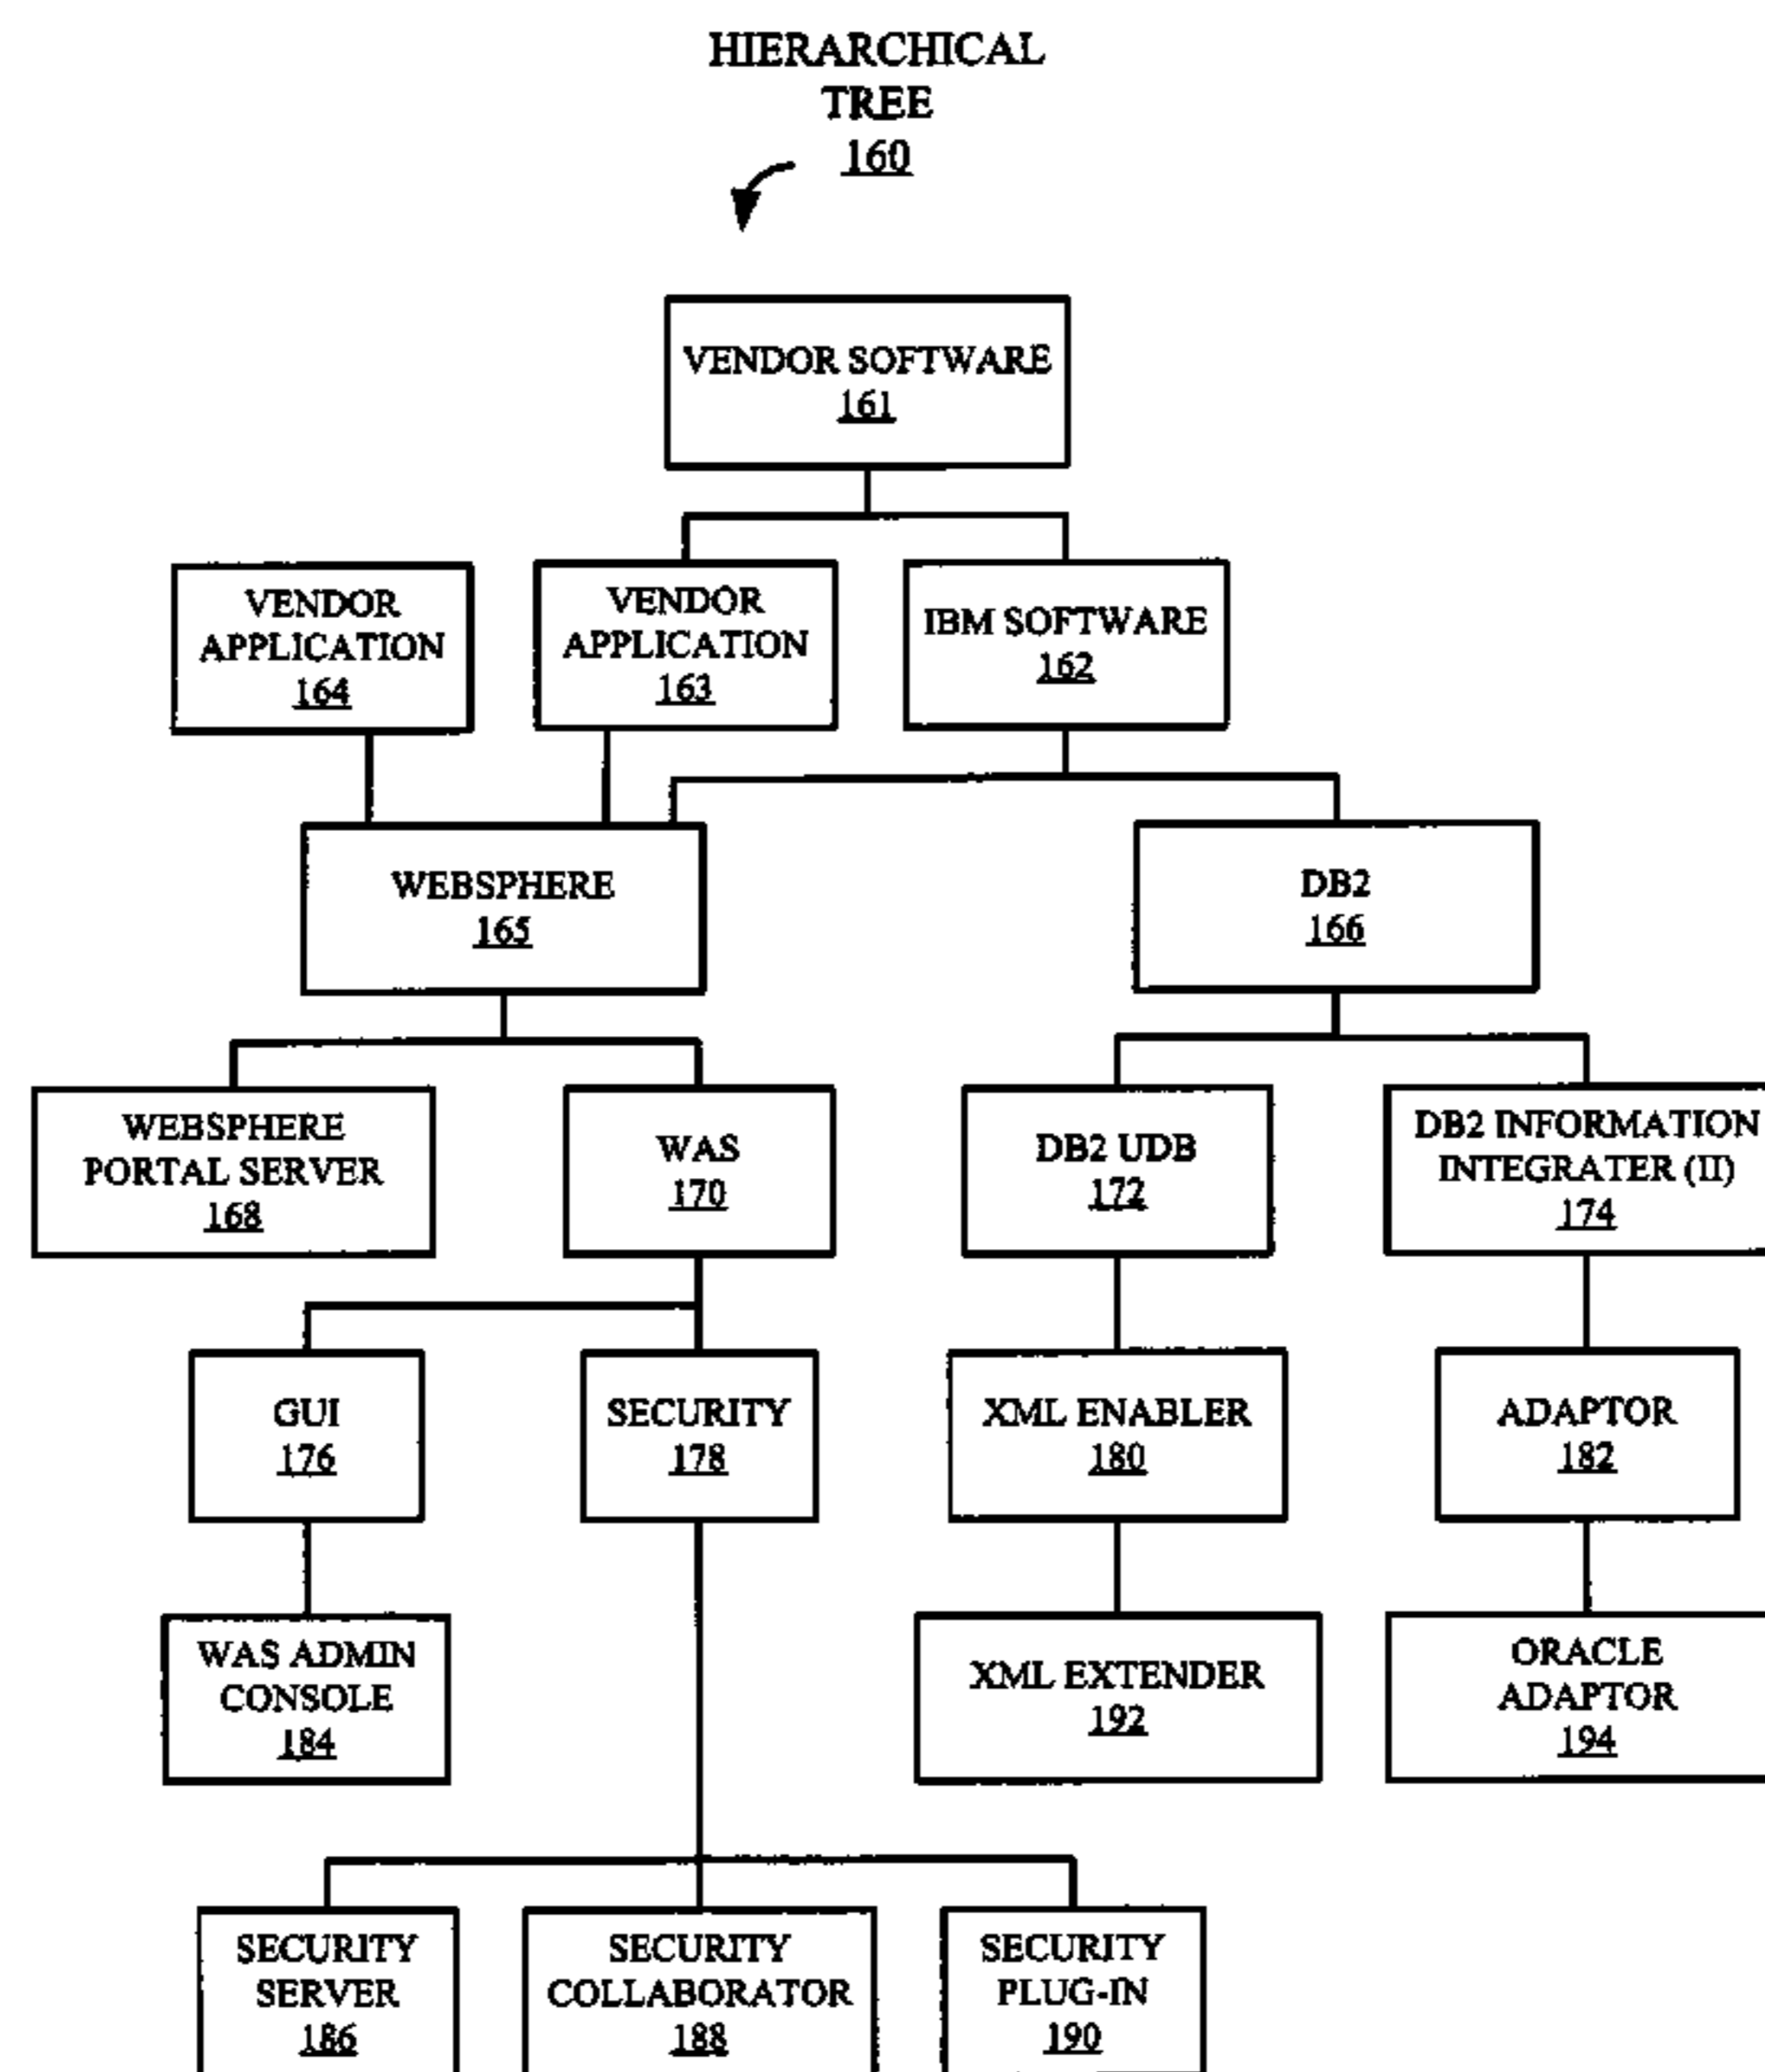 HIERARCHICAL
TREE
160
VENDOR SOFTWARE
161
VENDOR
APPLICATION
164
VENDOR
APPLICATION
163
IBM SOFTWARE
162
WEBSPHERE
165
DB2
166
WEBSPHERE
PORTAL SERVER
168
WAS
170
DB2 UDB
172
DB2 INFORMATION
INTEGRATER (II)
174
GUI
176
SECURITY
178
XML ENABLER
180
ADAPTOR
182
WAS ADMIN
CONSOLE
184
XML EXTENDER
192
ORACLE
ADAPTOR
194
SECURITY
SERVER
186
SECURITY
COLLABORATOR
188
SECURITY
PLUG-IN
190